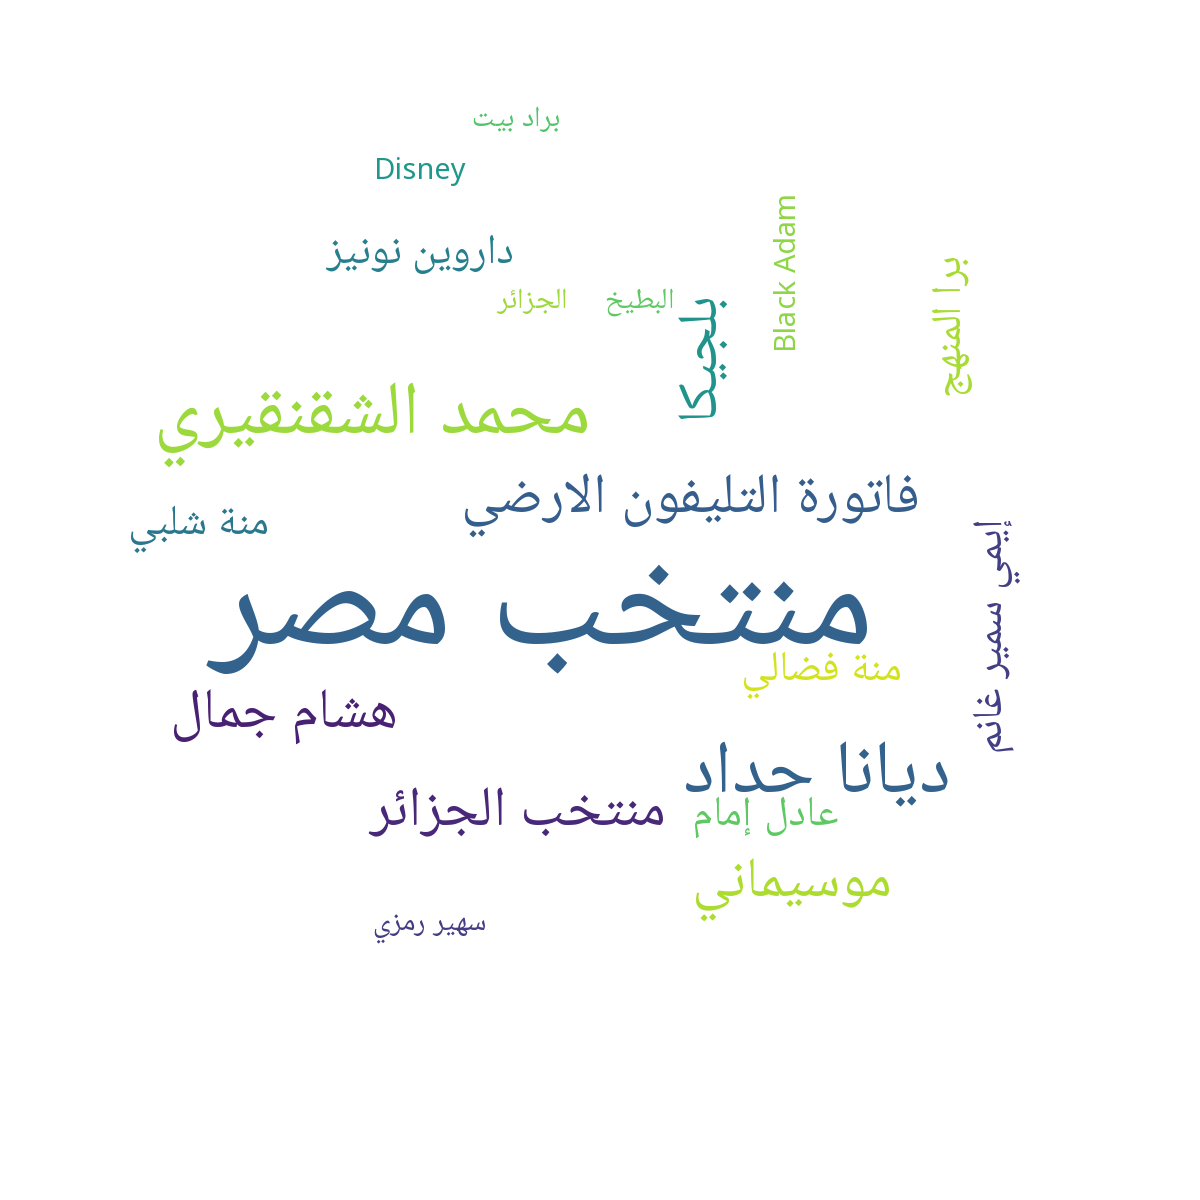 براد بيت
Disney
Black Adam
داروين نونيز
برا المنهج
الجزائر
البطيخ
بلجيكا
محمد الشقنقيري
فاتورة التليفون الارضي
منة شلبي
إيمي سمير غانم
منتخب مصر
منة فضالي
هشام جمال
ديانا حداد
منتخب الجزائر
عادل إمام
موسيماني
سهير رمزي